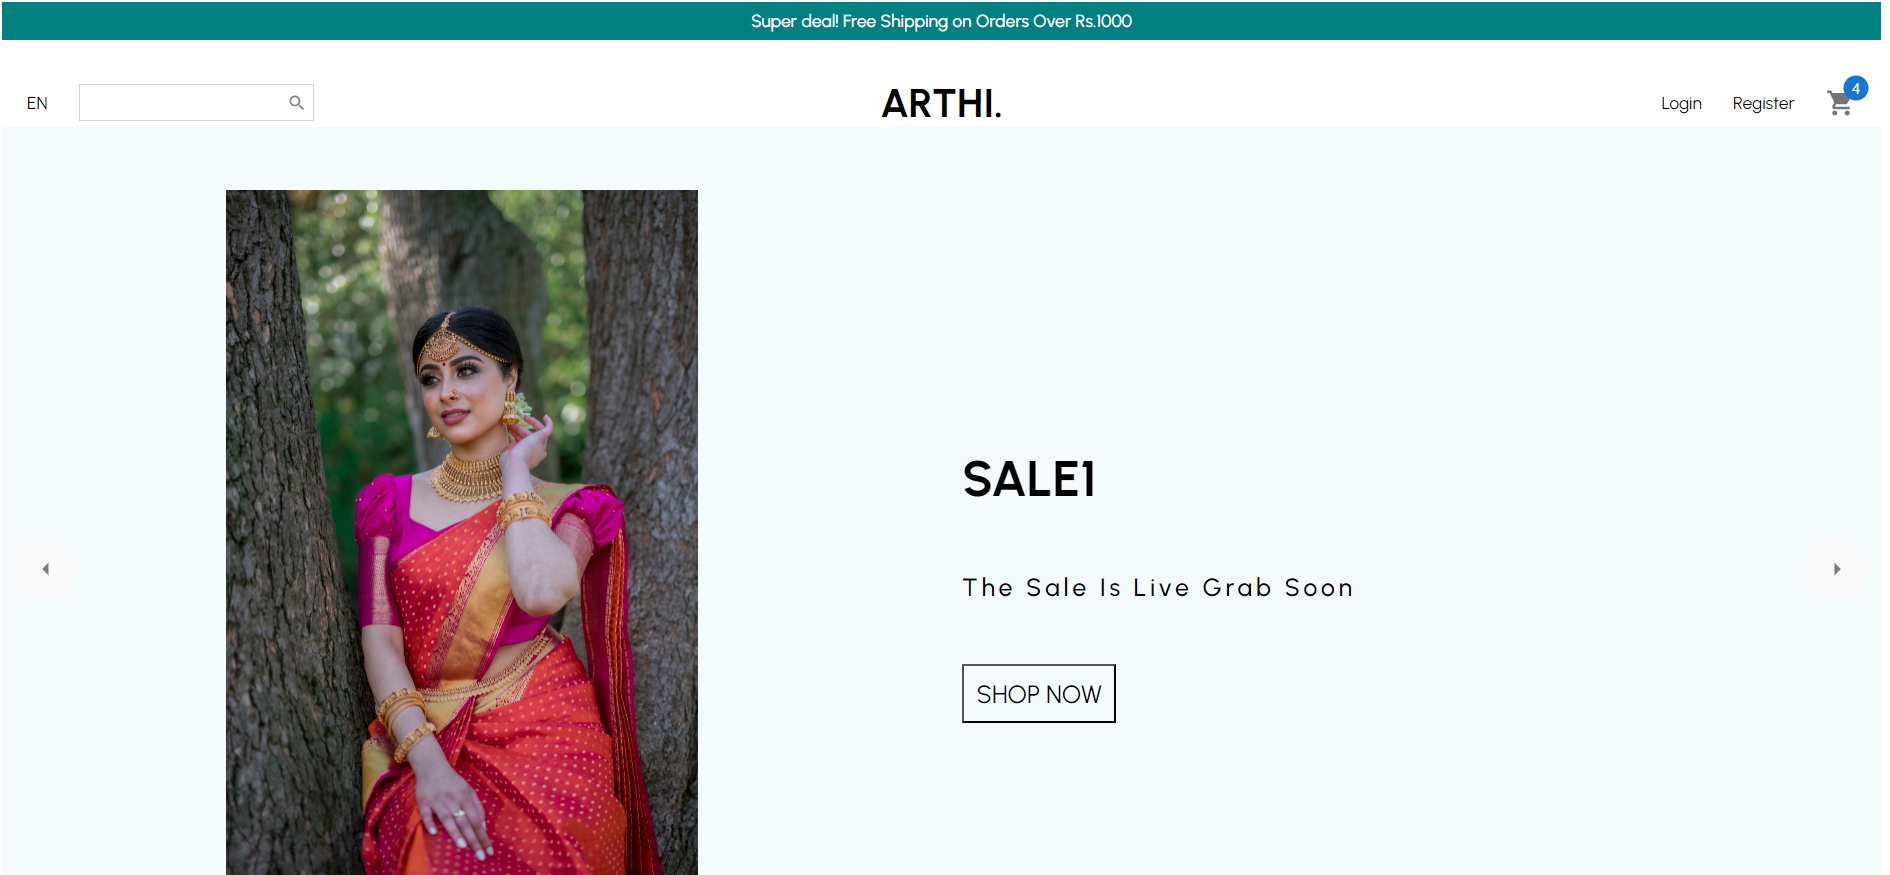 Super deal! Free Shipping on Orders Over Rs.1000
EN
ARTHI.
Login
Register
4
SALE1
The Sale Is Live Grab Soon
SHOP NOW